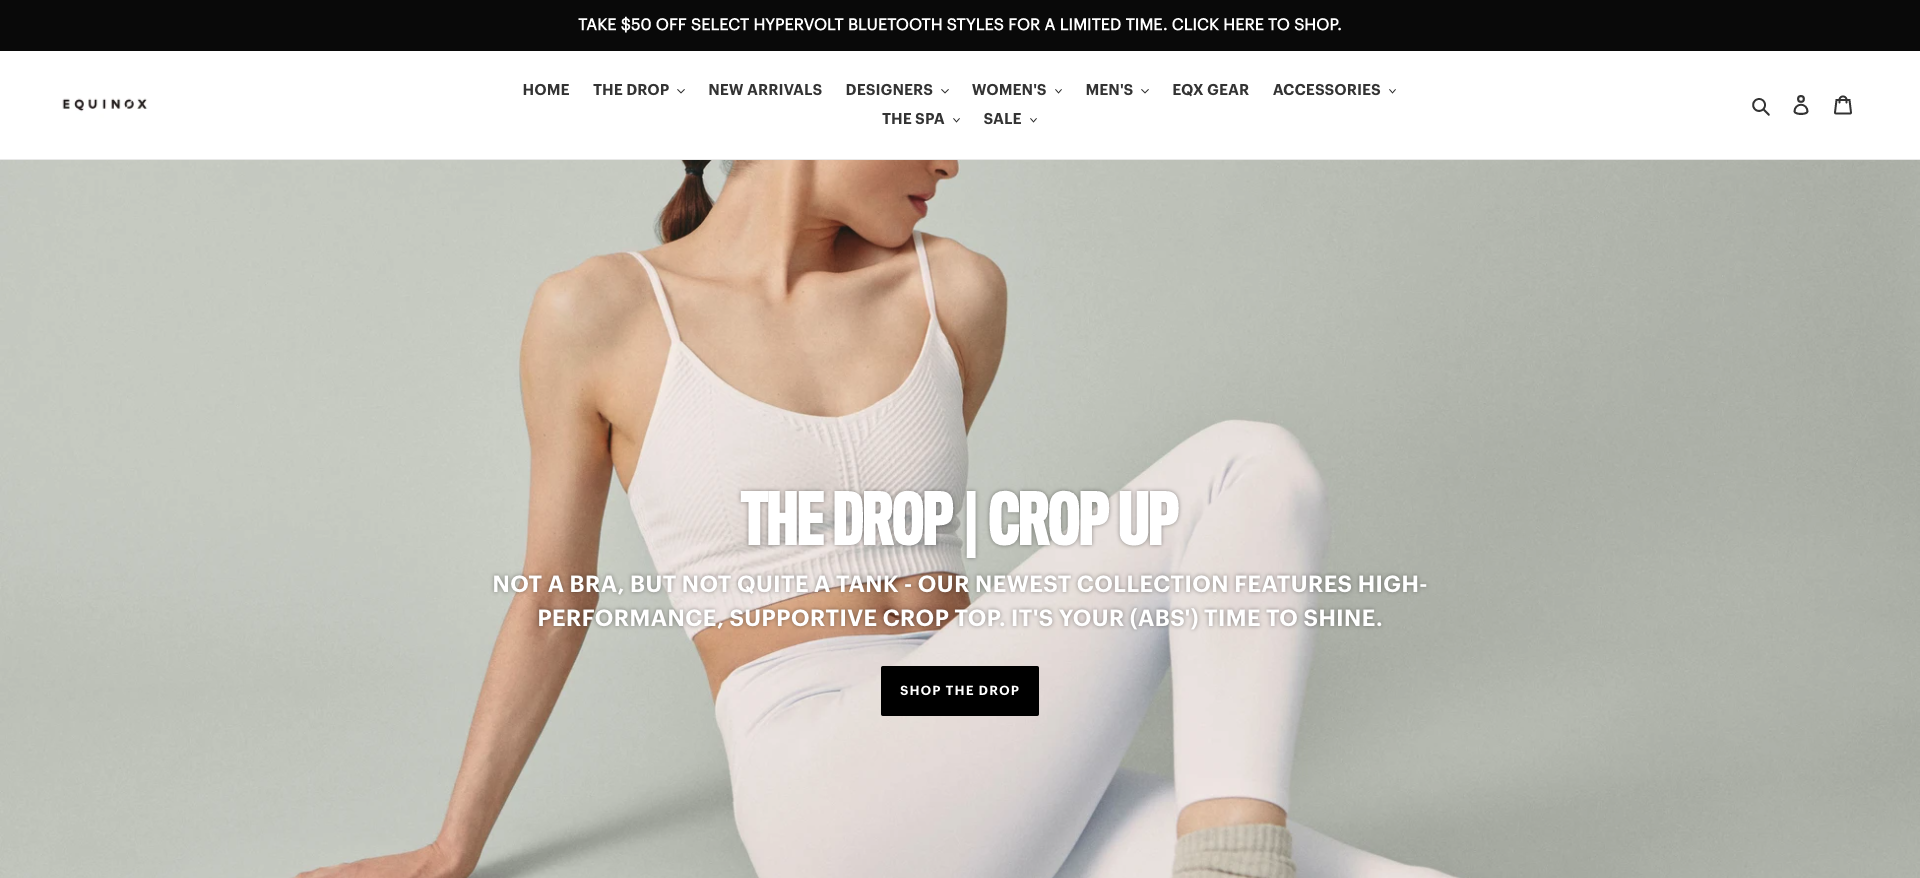 TAKE $50 OFF SELECT HYPERVOLT BLUETOOTH STYLES FOR A LIMITED TIME. CLICK HERE TO SHOP.
EQUINOX
HOME THE DROP NEW ARRIVALS DESIGNERS WOMEN'S MEN'S EQX GEAR ACCESSORIES
THE SPA SALE
THE DROP | CROP UP
NOT A BRA, BUT NOT QUITE A TANK - OUR NEWEST COLLECTION FEATURES HIGH-
PERFORMANCE, SUPPORTIVE CROP TOP. IT'S YOUR (ABS') TIME TO SHINE.
SHOP THE DROP